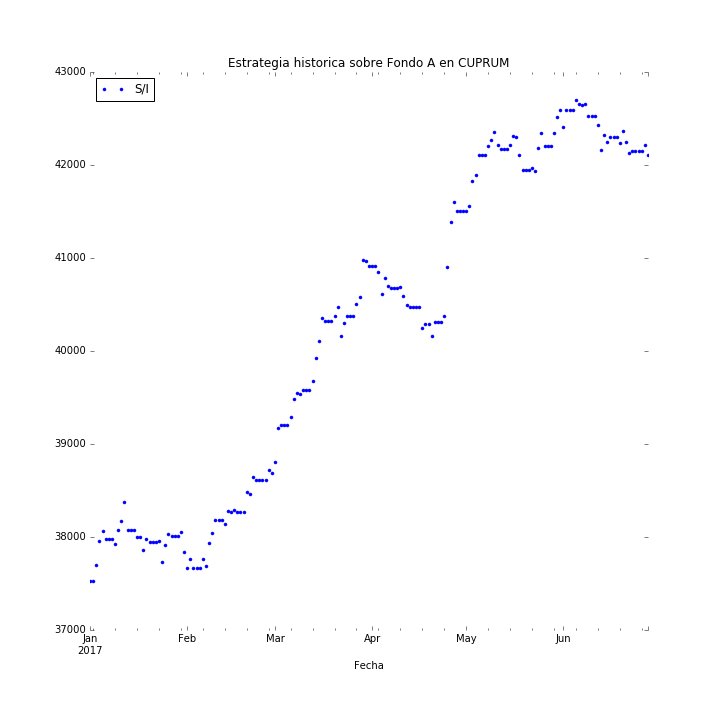 Estrategia historica sobre Fondo A en CUPRUM
S/I
43000
42000
41000
40000
39000
38000
37000
Jan Feb Mar Apr May Jun
2017
Fecha